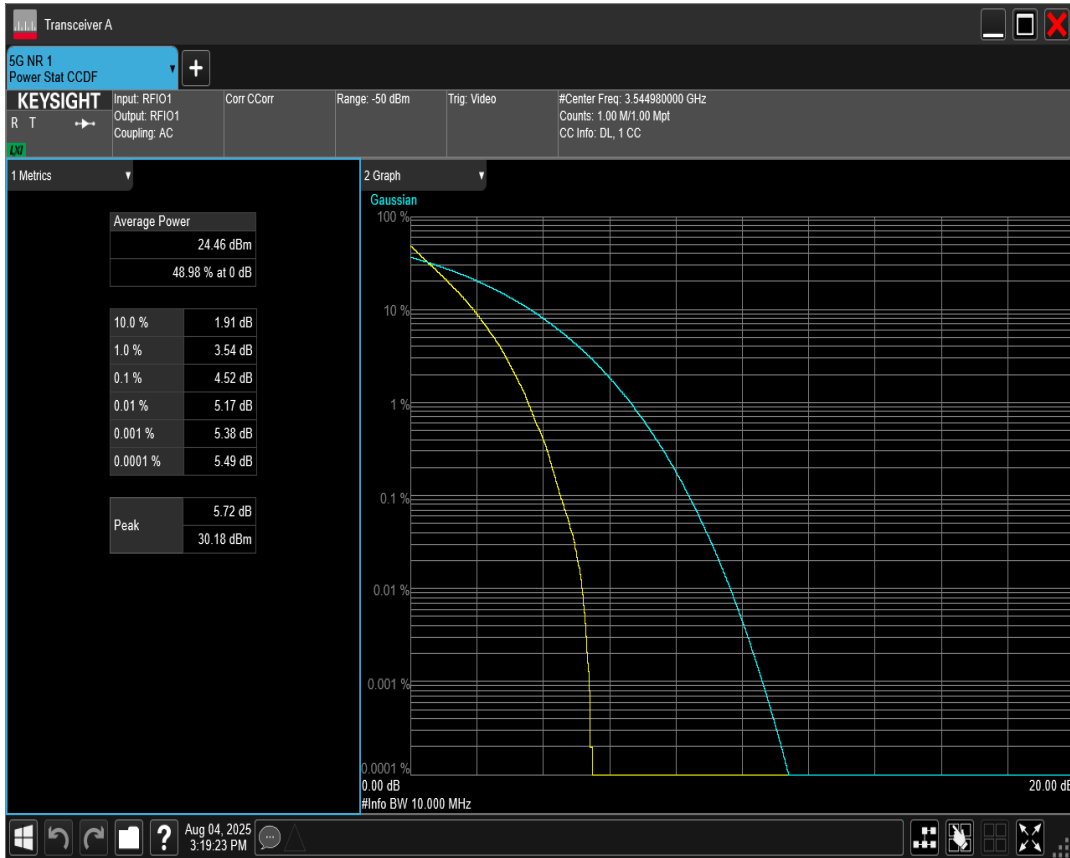 Transceiver A
5G NR 1
Power Stat CCDF
KEYSIGHT
R T
LXI
Input: RFIO1
Output: RFIO1
Coupling: AC
Corr CCorr
Range: -50 dBm
Trig: Video
#Center Freq: 3.544980000 GHz
Counts: 1.00 M/1.00 Mpt
CC Info: DL, 1 CC
1 Metrics
Average Power
24.46 dBm
48.98 % at 0 dB
10.0 % 1.91 dB
1.0 % 3.54 dB
0.1 % 4.52 dB
0.01 % 5.17 dB
0.001 % 5.38 dB
0.0001 % 5.49 dB
Peak 5.72 dB
30.18 dBm
2 Graph
Gaussian
100 %
10 %
1 %
0.1 %
0.01 %
0.001 %
0.0001 %
0.00 dB 20.00 dB
#Info BW 10.000 MHz
? Aug 04, 2025
3:19:23 PM